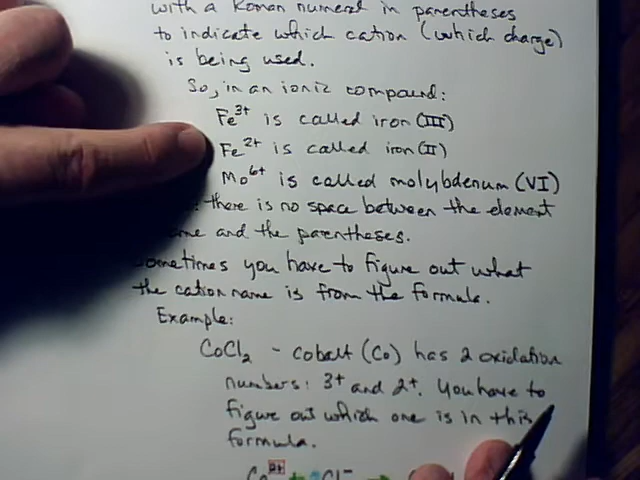 with a Roman numeral in parentheses
to indicate which cation (which charge)
is being used.
So, in an ionic compound:
Fe³⁺ is called iron(III)
Fe²⁺ is called iron(II)
Mo⁶⁺ is called molybdenum (VI)
there is no space between the element
and the parentheses.
Sometimes you have to figure out what
the cation name is from the formula.
Example:
CoCl₂ - cobalt (Co) has 2 oxidation
numbers: 3⁺ and 2⁺. You have to
figure out which one is in this
formula.